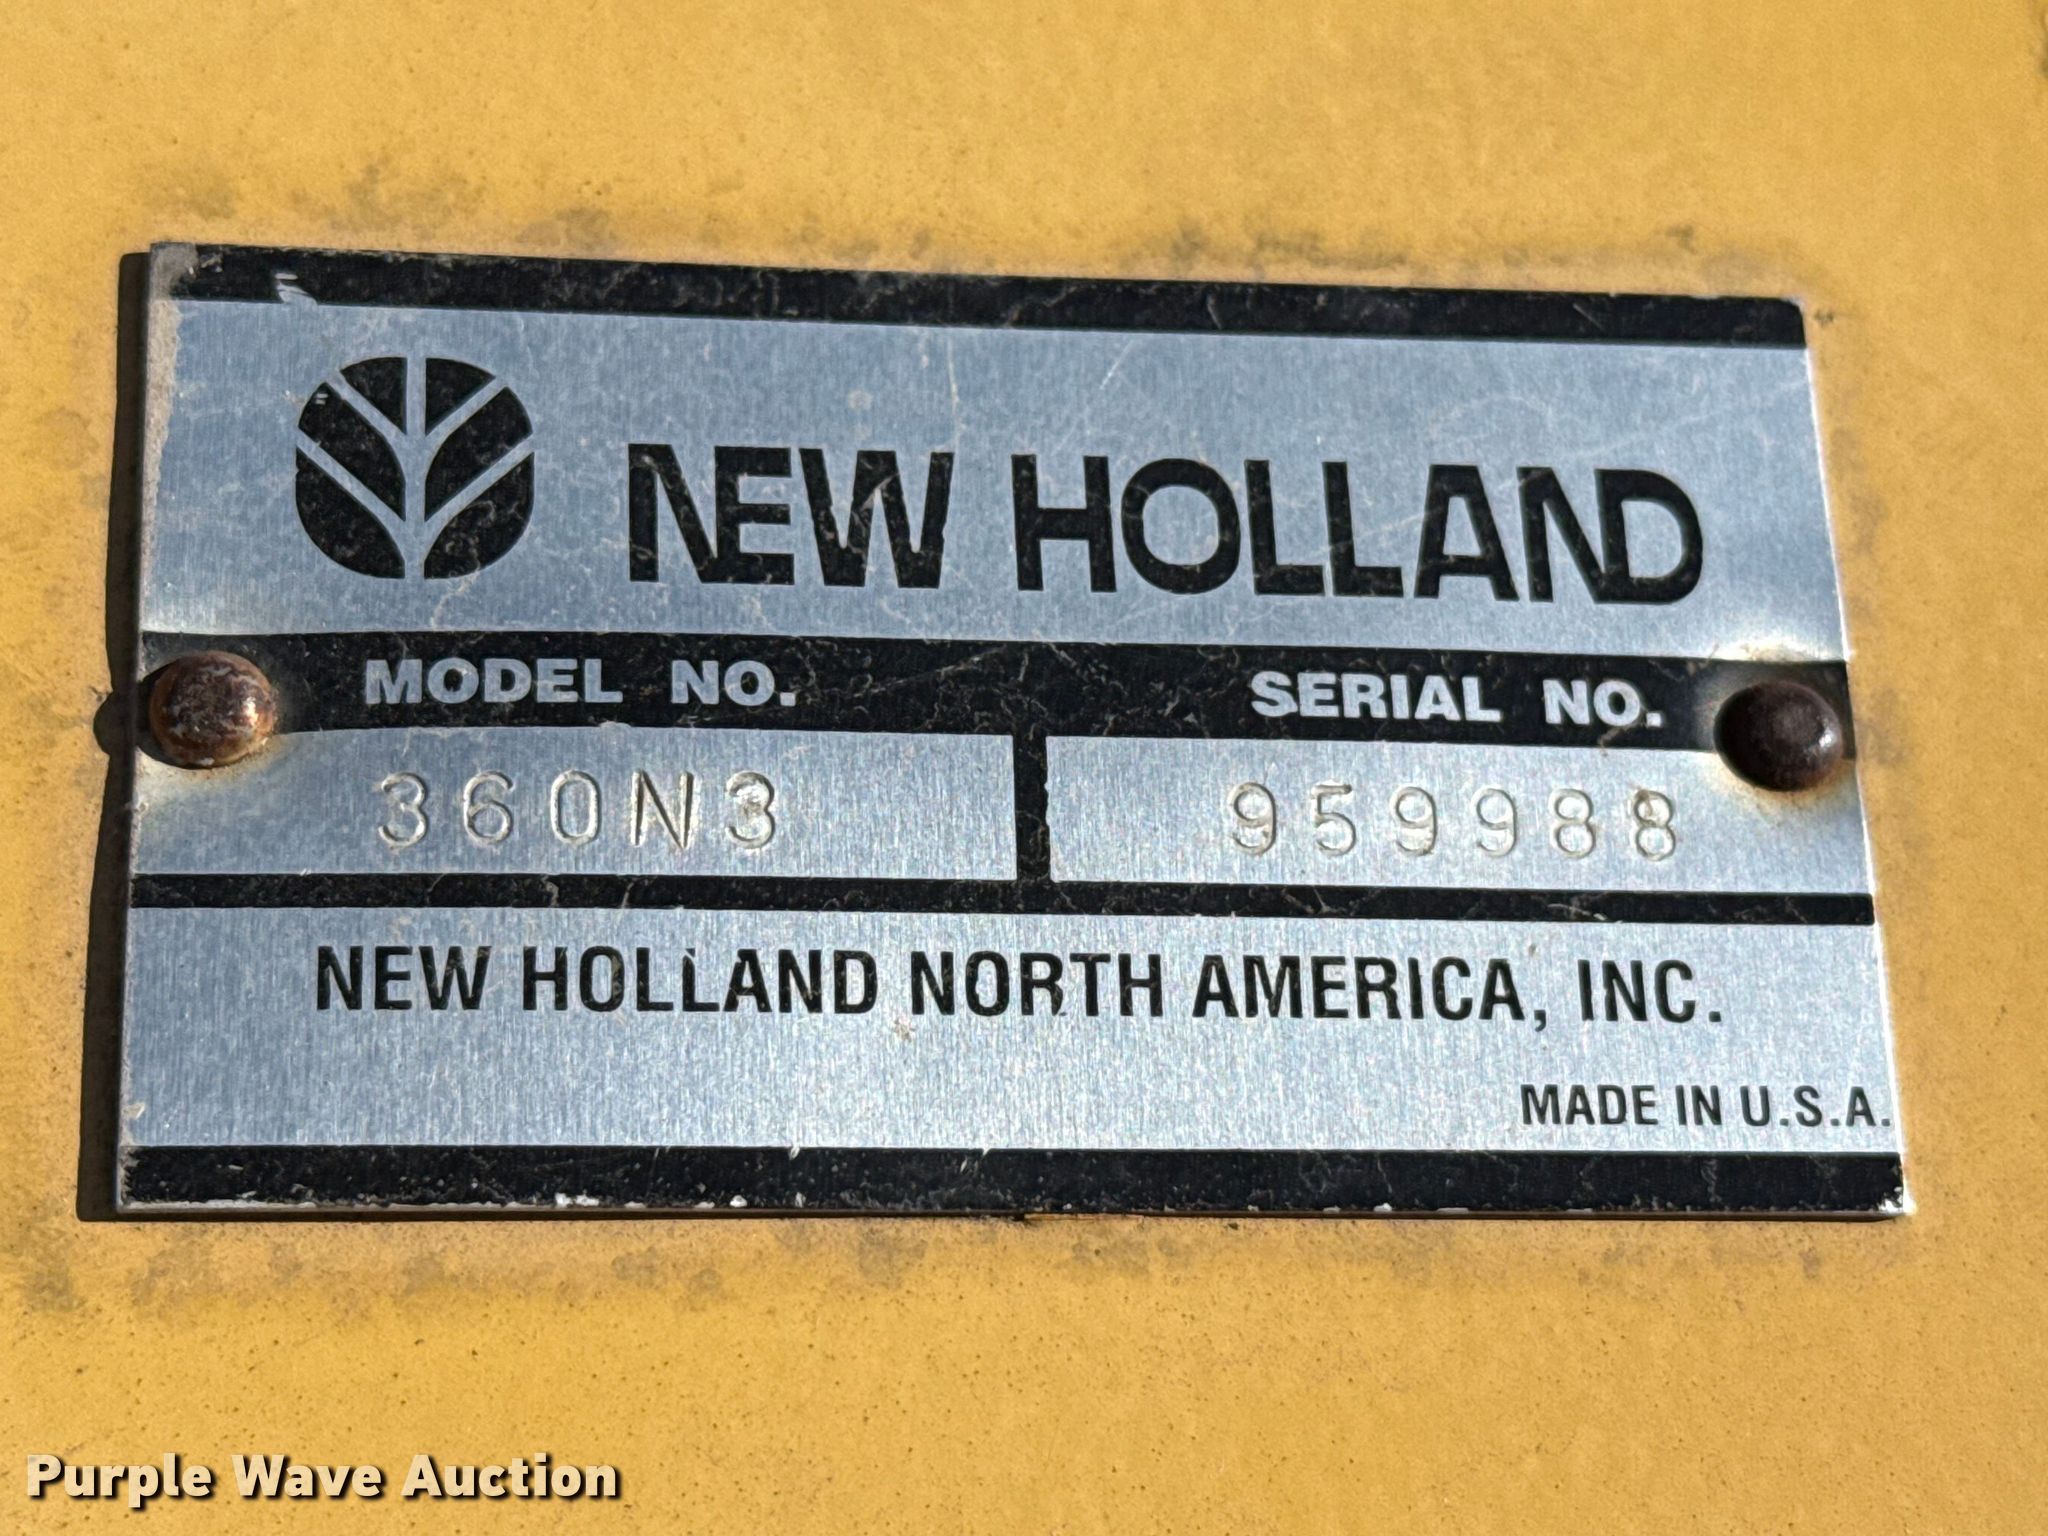 NEW HOLLAND
MODEL NO. SERIAL NO.
360N3 959988
NEW HOLLAND NORTH AMERICA, INC.
MADE IN U.S.A.
Purple Wave Auction